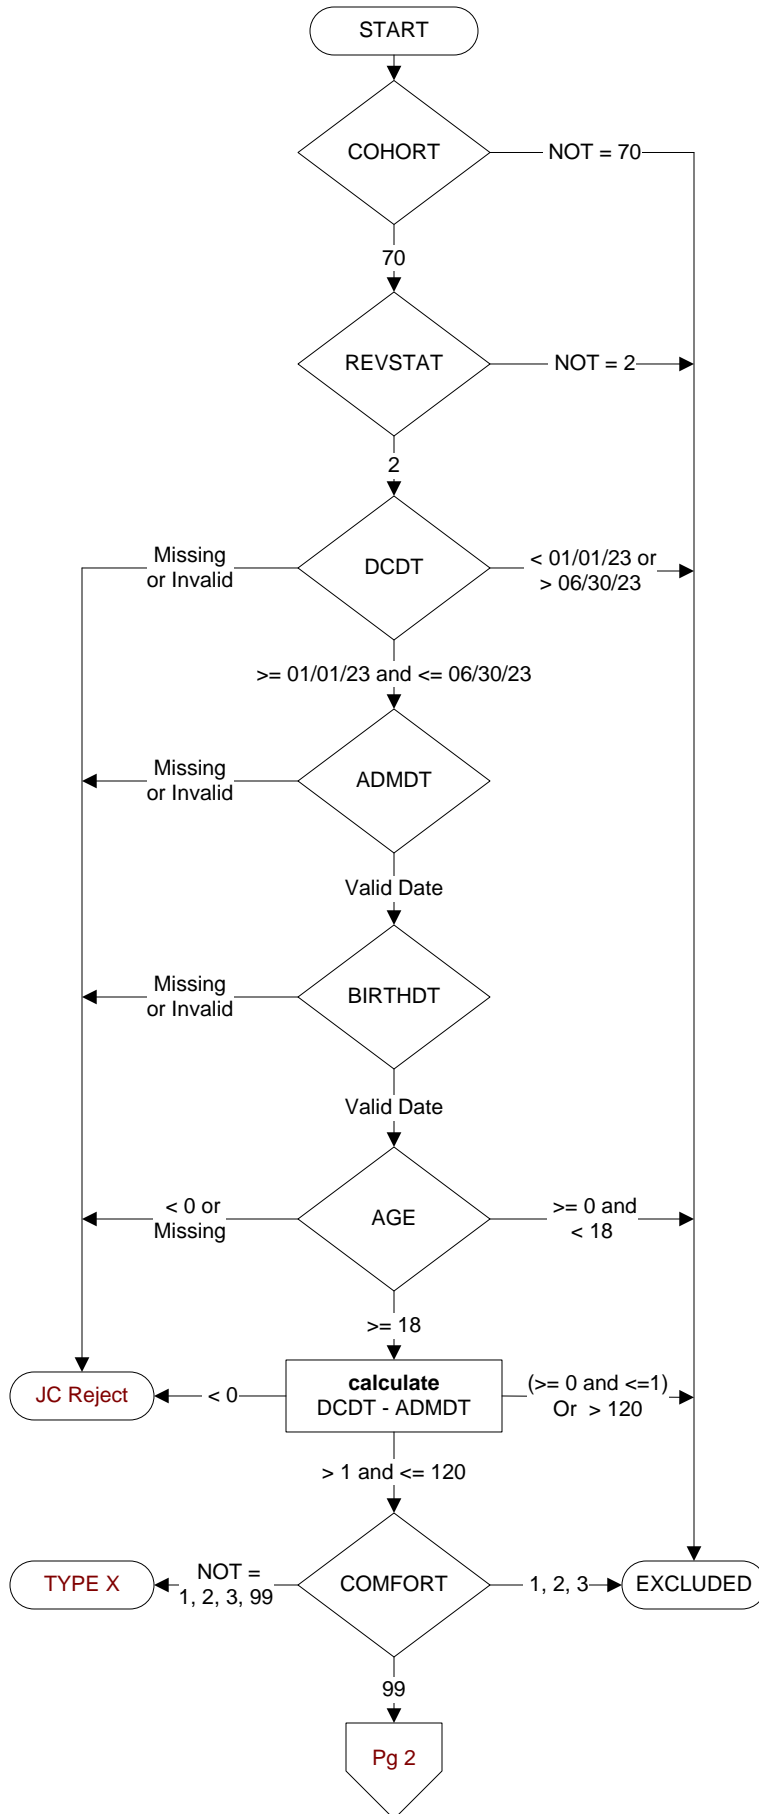 START
COHORT
NOT = 70
70
REVSTAT
NOT = 2
2
Missing
or Invalid
DCDT
< 01/01/23 or
> 06/30/23
>= 01/01/23 and <= 06/30/23
Missing
or Invalid
ADMDT
Valid Date
Missing
or Invalid
BIRTHDT
Valid Date
< 0 or
Missing
AGE
>= 0 and
< 18
>= 18
JC Reject
< 0
calculate
DCDT - ADMDT
(>= 0 and <=1)
Or > 120
> 1 and <= 120
TYPE X
NOT =
1, 2, 3, 99
COMFORT
1, 2, 3
EXCLUDED
99
Pg 2